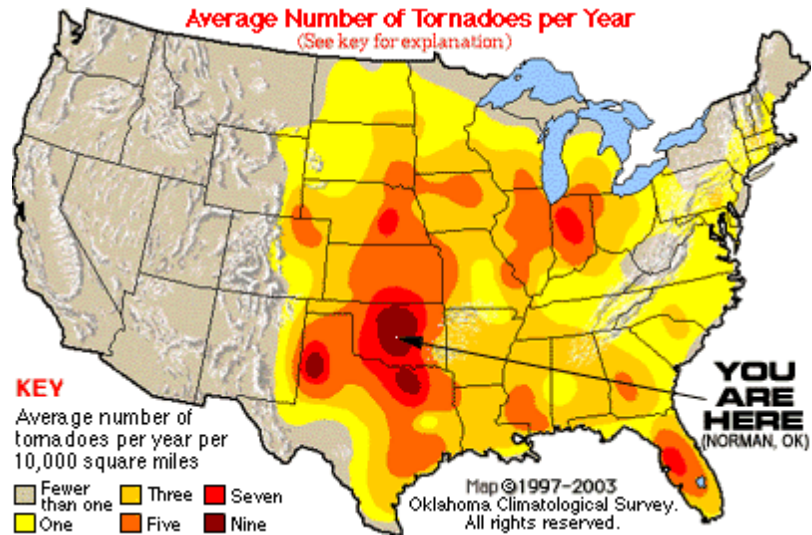 Average Number of Tornadoes per Year
(See key for explanation)
YOU
ARE
HERE
(NORMAN, OK)
KEY
Average number of
tornadoes per year per
10,000 square miles
Fewer than one
Three
Seven
One
Five
Nine
Map ©1997-2003
Oklahoma Climatological Survey.
All rights reserved.